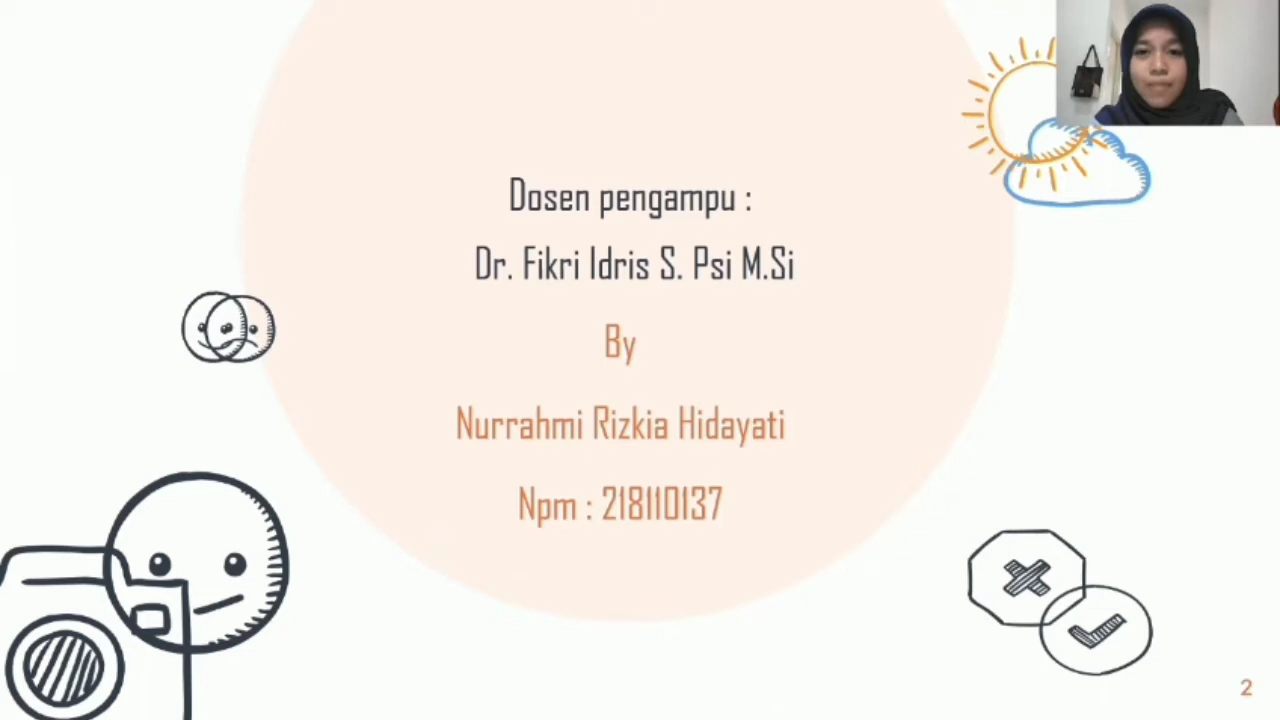 Dosen pengampu :
Dr. Fikri Idris S. Psi M.Si
By
Nurrahmi Rizkia Hidayati
Npm : 218110137
2